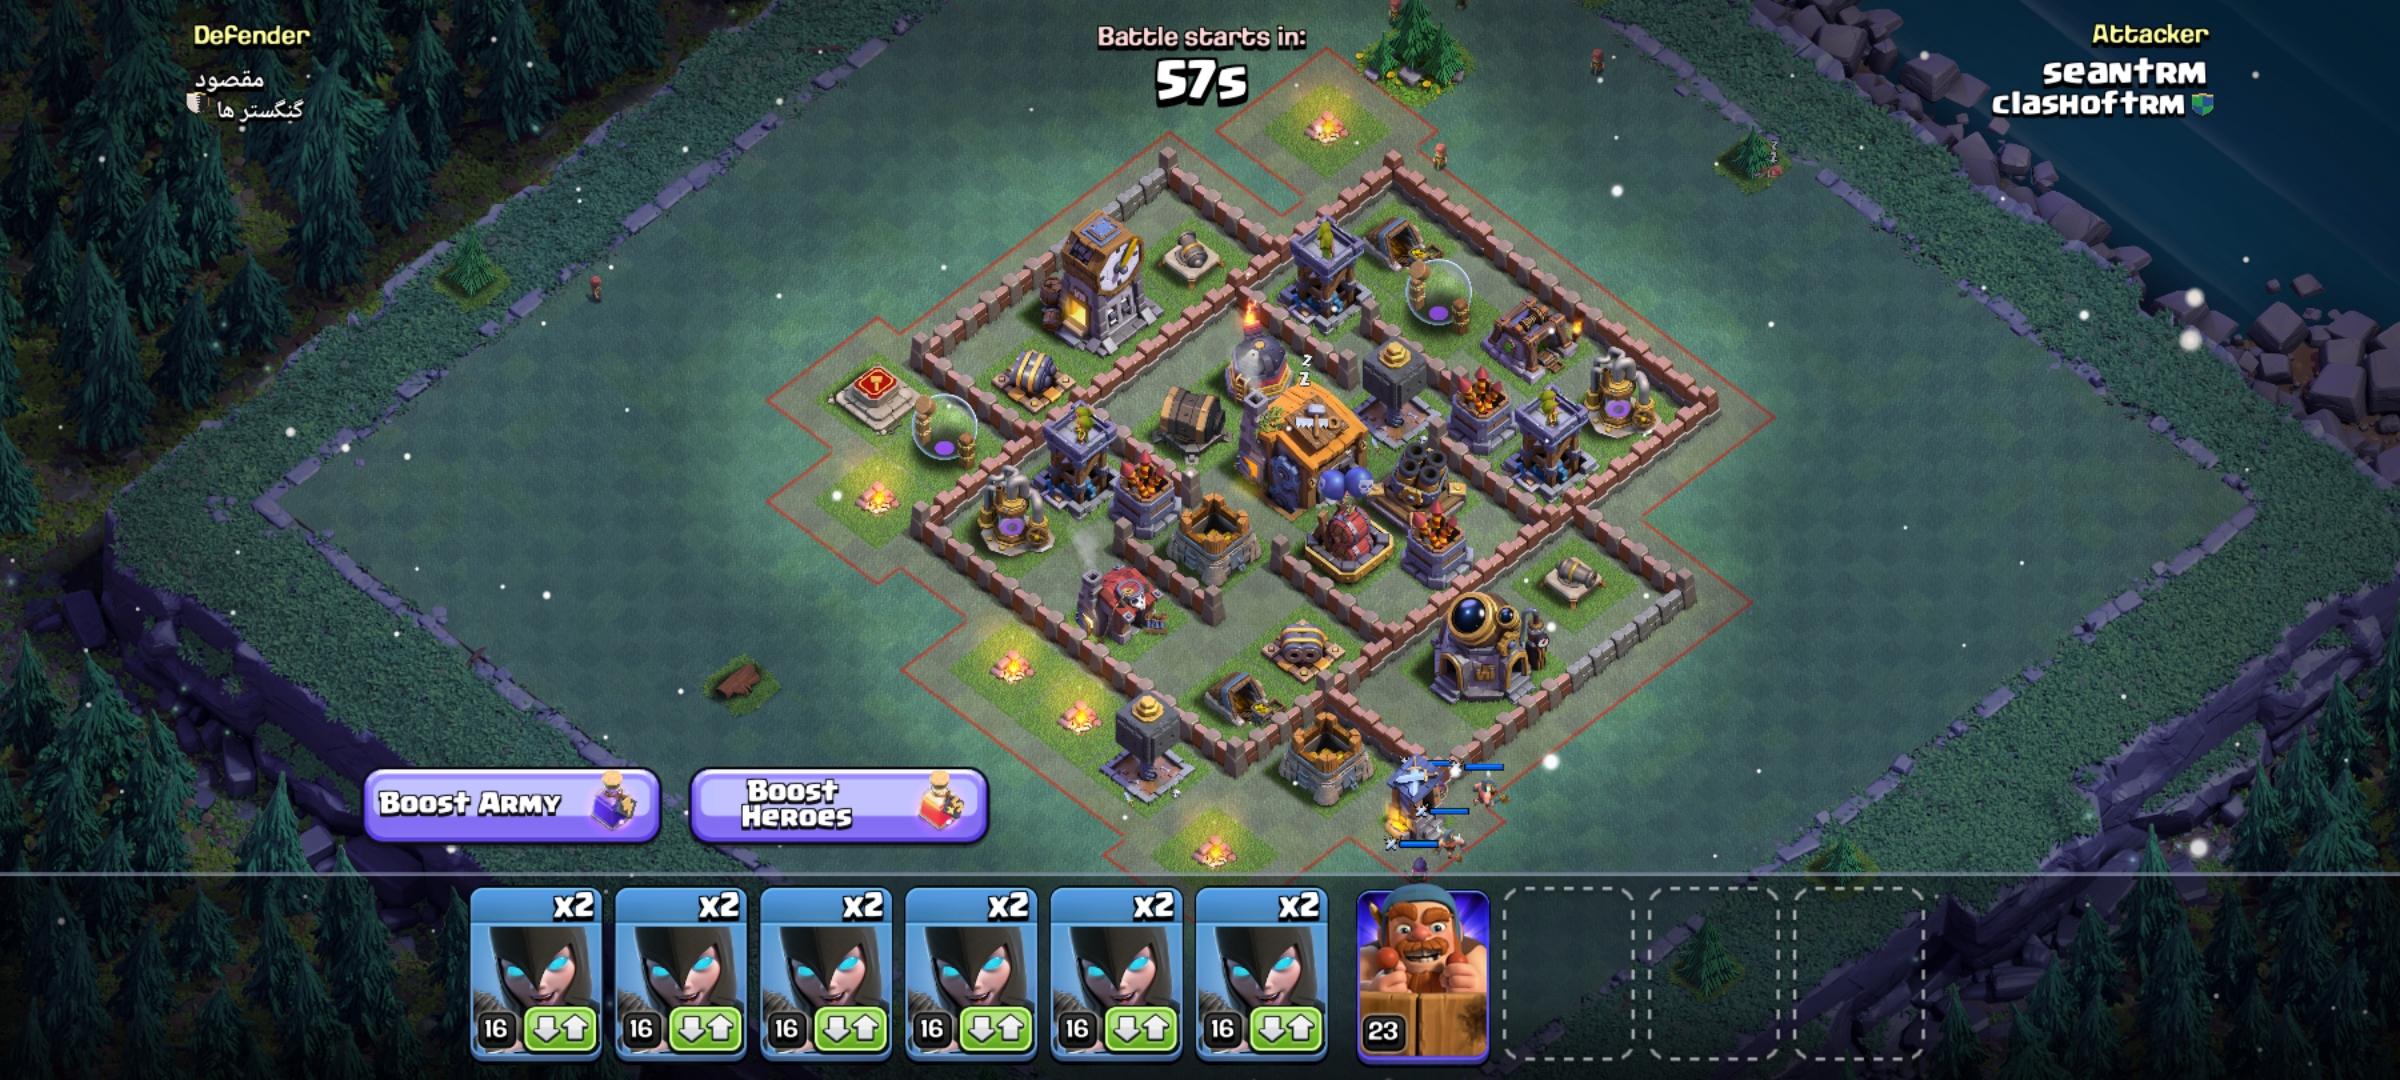 Defender
مقصود
گنگستر ها
Battle starts in:
57s
Attacker
seantRM
clashoftRM
z
z
z
z
Boost Army
Boost
Heroes
x2
x2
x2
x2
x2
x2
16
16
16
16
16
16
23